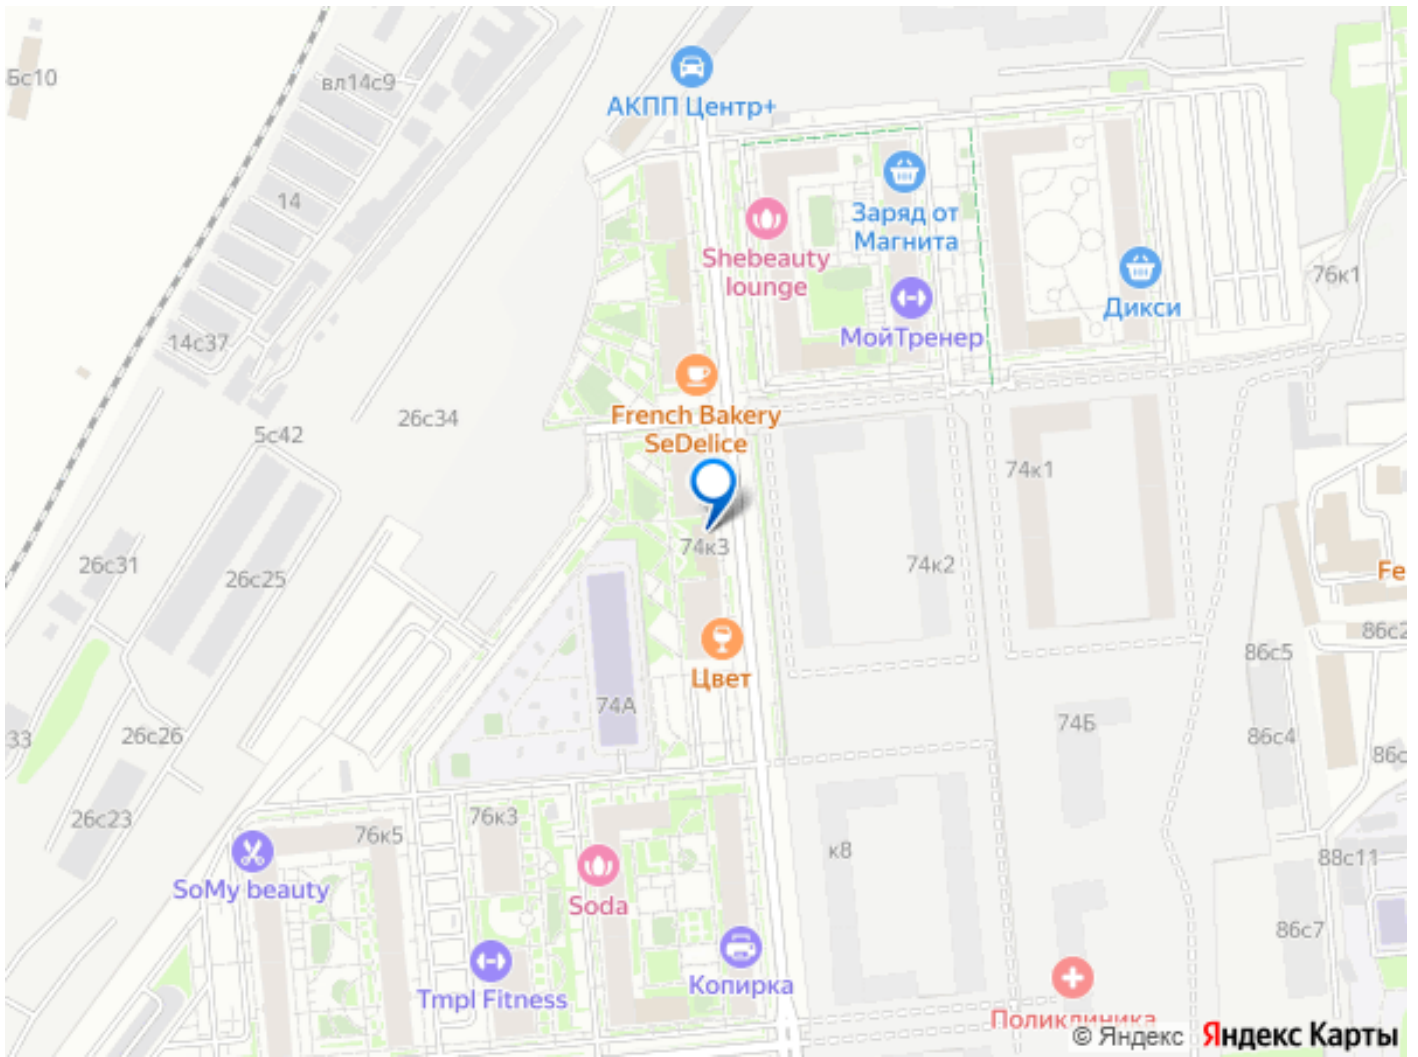 Бс10
вл14с9
АКПП Центр+
14
Заряд от
Магнита
Shebeauty
lounge
76к1
Дикси
МойТренер
14с37
French Bakery
SeDelice
26с34
5с42
74к1
74к3
74к2
26с31
26с25
Fe
86с2
86с5
Цвет
74А
74Б
33
26с26
86с4
86с
26с23
76к3
76к5
к8
88с11
SoMy beauty
Soda
86с7
Копирка
Tmpl Fitness
Поликлиника
© Яндекс Яндекс Карты